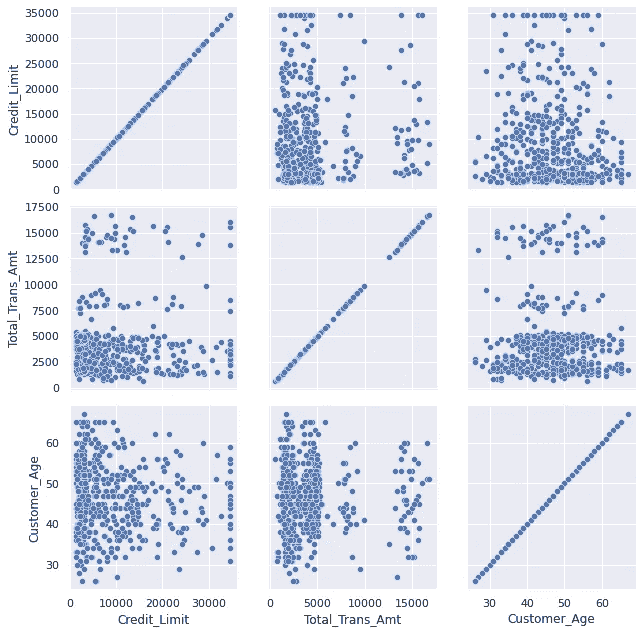 Credit_Limit
35000
30000
25000
20000
15000
10000
5000
0
Total_Trans_Amt
17500
15000
12500
10000
7500
5000
2500
0
Customer_Age
60
50
40
30
0 10000 20000 30000
Credit_Limit
0 5000 10000 15000
Total_Trans_Amt
30 40 50 60
Customer_Age